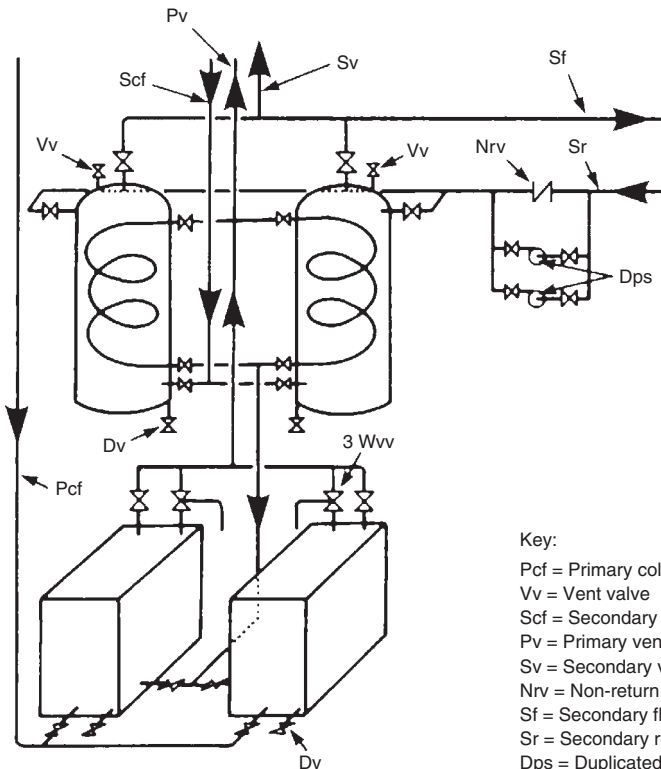 Pv
Scf
Sv
Sf
Vv
Vv
Nrv
Sr
Dps
Dv
3 Wvv
Pcf
Dv
Key:
Pcf = Primary col
Vv = Vent valve
Scf = Secondary
Pv = Primary ven
Sv = Secondary v
Nrv = Non-return
Sf = Secondary fl
Sr = Secondary r
Dps = Duplicated